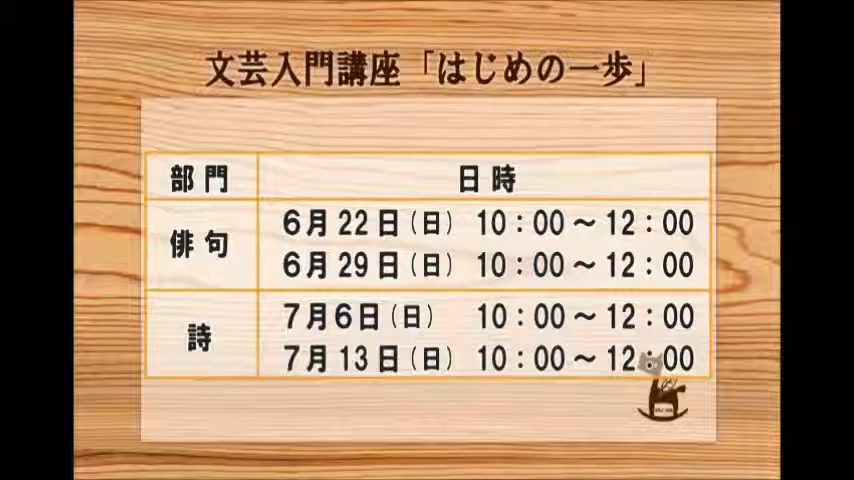 文芸入門講座「はじめの一歩」
部門 日時
俳句
6月22日(日) 10:00～12:00
6月29日(日) 10:00～12:00
詩
7月6日(日) 10:00～12:00
7月13日(日) 10:00～12:00